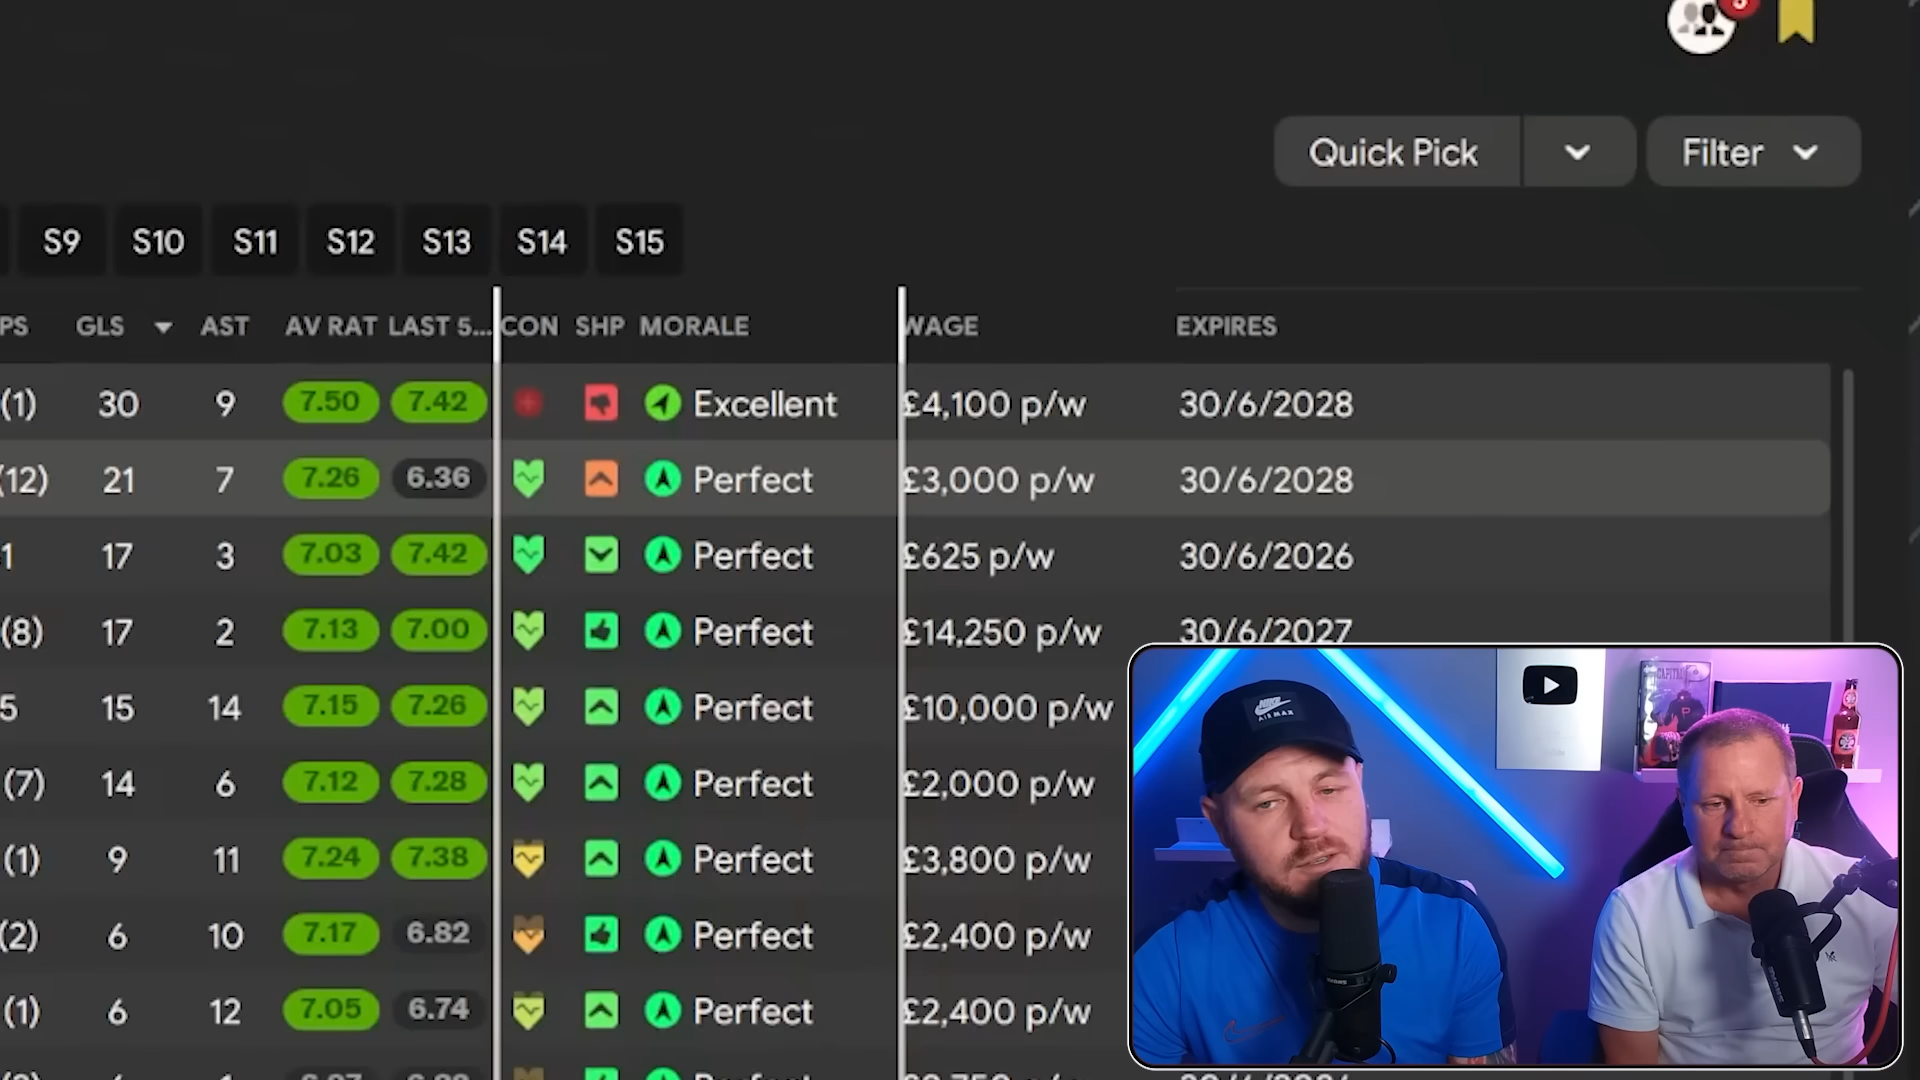 Quick Pick Filter
S9 S10 S11 S12 S13 S14 S15
PS GLS AST AV RAT LAST 5... CON SHP MORALE WAGE EXPIRES
(1) 30 9 7.50 7.42 Excellent £4,100 p/w 30/6/2028
(12) 21 7 7.26 6.36 Perfect £3,000 p/w 30/6/2028
1 17 3 7.03 7.42 Perfect £625 p/w 30/6/2026
(8) 17 2 7.13 7.00 Perfect £14,250 p/w 30/6/2027
5 15 14 7.15 7.26 Perfect £10,000 p/w
(7) 14 6 7.12 7.28 Perfect £2,000 p/w
(1) 9 11 7.24 7.38 Perfect £3,800 p/w
(2) 6 10 7.17 6.82 Perfect £2,400 p/w
(1) 6 12 7.05 6.74 Perfect £2,400 p/w
AIR MAX